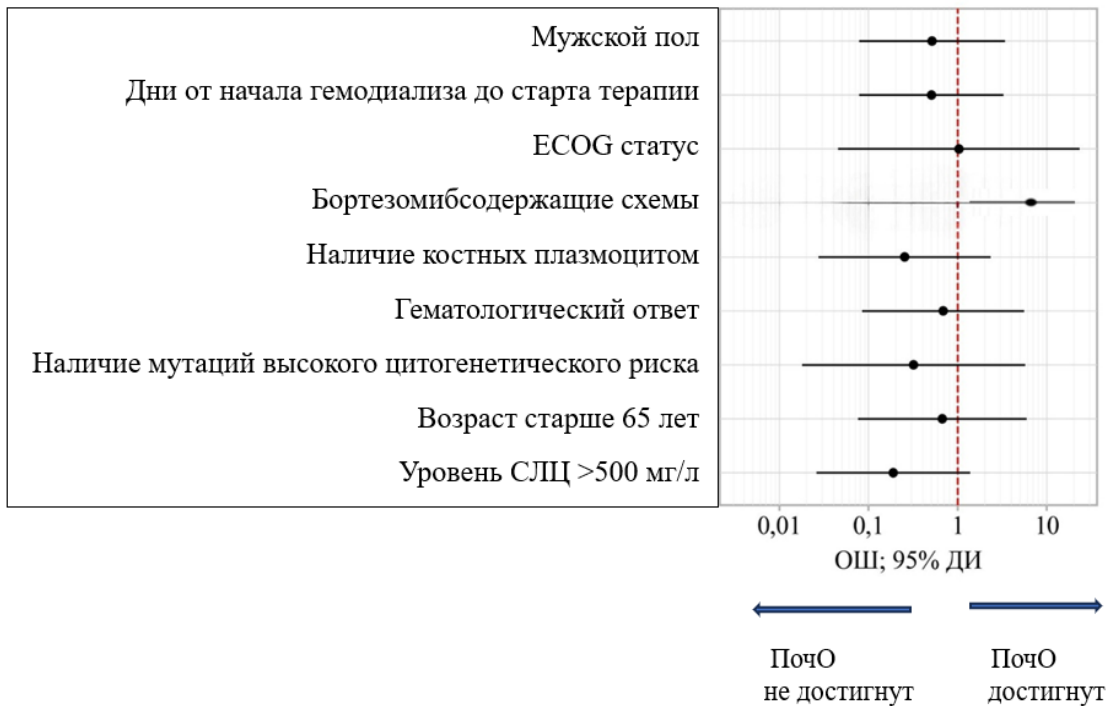 Мужской пол
Дни от начала гемодиализа до старта терапии
ECOG статус
Бортезомибсодержащие схемы
Наличие костных плазмоцитом
Гематологический ответ
Наличие мутаций высокого цитогенетического риска
Возраст старше 65 лет
Уровень СЛЦ >500 мг/л
0,01 0,1 1 10
ОШ; 95% ДИ
ПочО ПочО
не достигнут достигнут